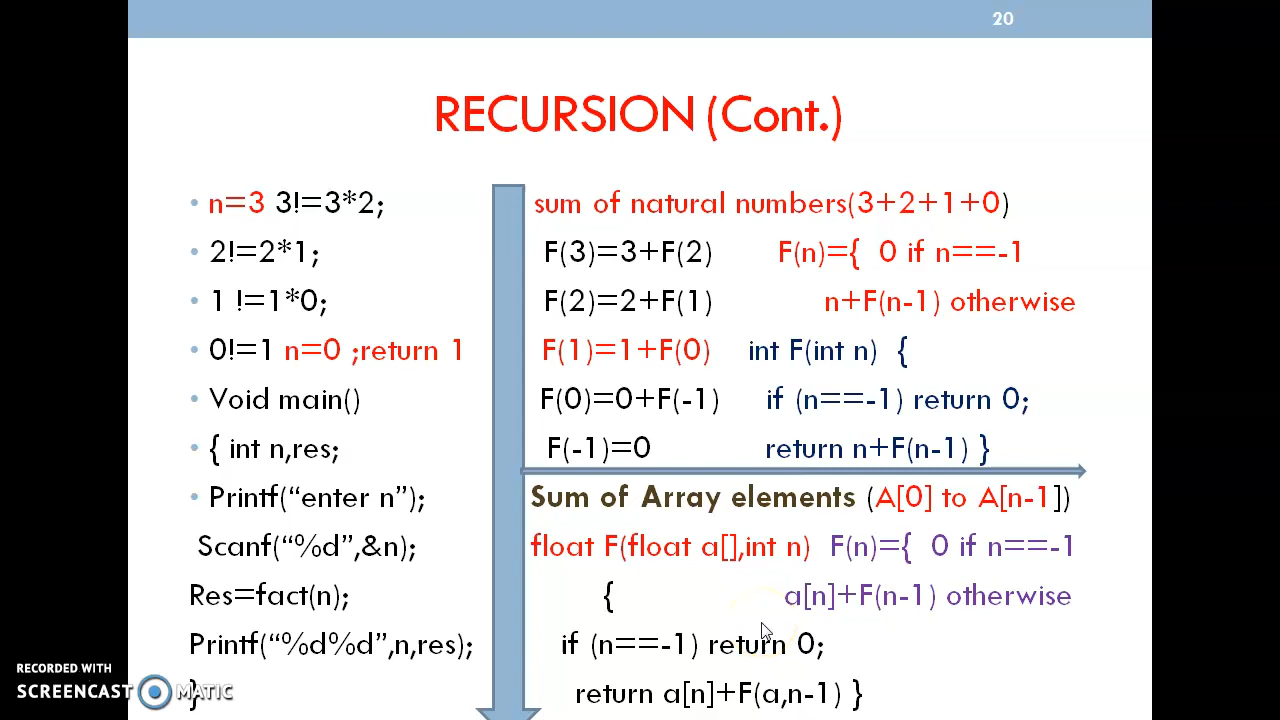 20
RECURSION (Cont.)
• n=3 3!=3*2;
• 2!=2*1;
• 1 !=1*0;
• 0!=1 n=0 ;return 1
• Void main()
• { int n,res;
• Printf(“enter n”);
Scanf(“%d”,&n);
Res=fact(n);
Printf(“%d%d”,n,res);
}
sum of natural numbers(3+2+1+0)
F(3)=3+F(2) F(n)={ 0 if n==-1
F(2)=2+F(1) n+F(n-1) otherwise
F(1)=1+F(0) int F(int n) {
F(0)=0+F(-1) if (n==-1) return 0;
F(-1)=0 return n+F(n-1) }
Sum of Array elements (A[0] to A[n-1])
float F(float a[],int n) F(n)={ 0 if n==-1
{ a[n]+F(n-1) otherwise
if (n==-1) return 0;
return a[n]+F(a,n-1) }
RECORDED WITH
SCREENCAST MATIC